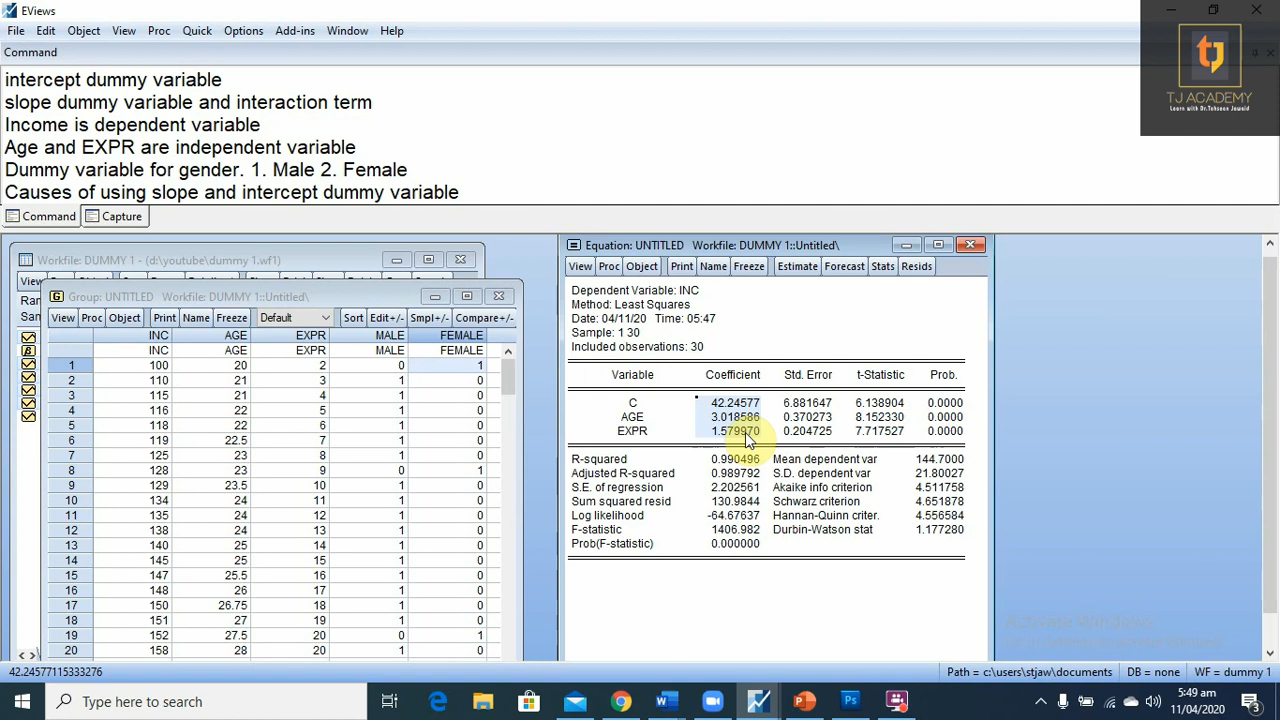 EViews
File Edit Object View Proc Quick Options Add-ins Window Help
Command
TJ ACADEMY
Learn with Dr.Tahseen Jawaid
intercept dummy variable
slope dummy variable and interaction term
Income is dependent variable
Age and EXPR are independent variable
Dummy variable for gender. 1. Male 2. Female
Causes of using slope and intercept dummy variable
Command Capture
Workfile: DUMMY 1 - (d:\youtube\dummy 1.wf1)
View
Ran
San
Group: UNTITLED Workfile: DUMMY 1::Untitled\
View Proc Object Print Name Freeze Default Sort Edit+/- Smpl+/- Compare+/-
INC AGE EXPR MALE FEMALE
INC AGE EXPR MALE FEMALE
1 100 20 2 0 1
2 110 21 3 1 0
3 115 21 4 1 0
4 116 22 5 1 0
5 118 22 6 1 0
6 119 22.5 7 1 0
7 125 23 8 1 0
8 128 23 9 0 1
9 129 23.5 10 1 0
10 134 24 11 1 0
11 135 24 12 1 0
12 136 24 13 1 0
13 140 25 14 1 0
14 145 25 15 1 0
15 147 25.5 16 1 0
16 148 26 17 1 0
17 150 26.75 18 1 0
18 151 27 19 1 0
19 152 27.5 20 0 1
20 158 28 20 1 0
Equation: UNTITLED Workfile: DUMMY 1::Untitled\
View Proc Object Print Name Freeze Estimate Forecast Stats Resids
Dependent Variable: INC
Method: Least Squares
Date: 04/11/20 Time: 05:47
Sample: 1 30
Included observations: 30
Variable Coefficient Std. Error t-Statistic Prob.
C 42.24577 6.881647 6.138904 0.0000
AGE 3.018586 0.370273 8.152330 0.0000
EXPR 1.579970 0.204725 7.717527 0.0000
R-squared 0.990496 Mean dependent var 144.7000
Adjusted R-squared 0.989792 S.D. dependent var 21.80027
S.E. of regression 2.202561 Akaike info criterion 4.511758
Sum squared resid 130.9844 Schwarz criterion 4.651878
Log likelihood -64.67637 Hannan-Quinn criter. 4.556584
F-statistic 1406.982 Durbin-Watson stat 1.177280
Prob(F-statistic) 0.000000
Activate Windows
42.24577115333276 Path = c:\users\stjaw\documents DB = none WF = dummy 1
Type here to search
5:49 am
11/04/2020
3